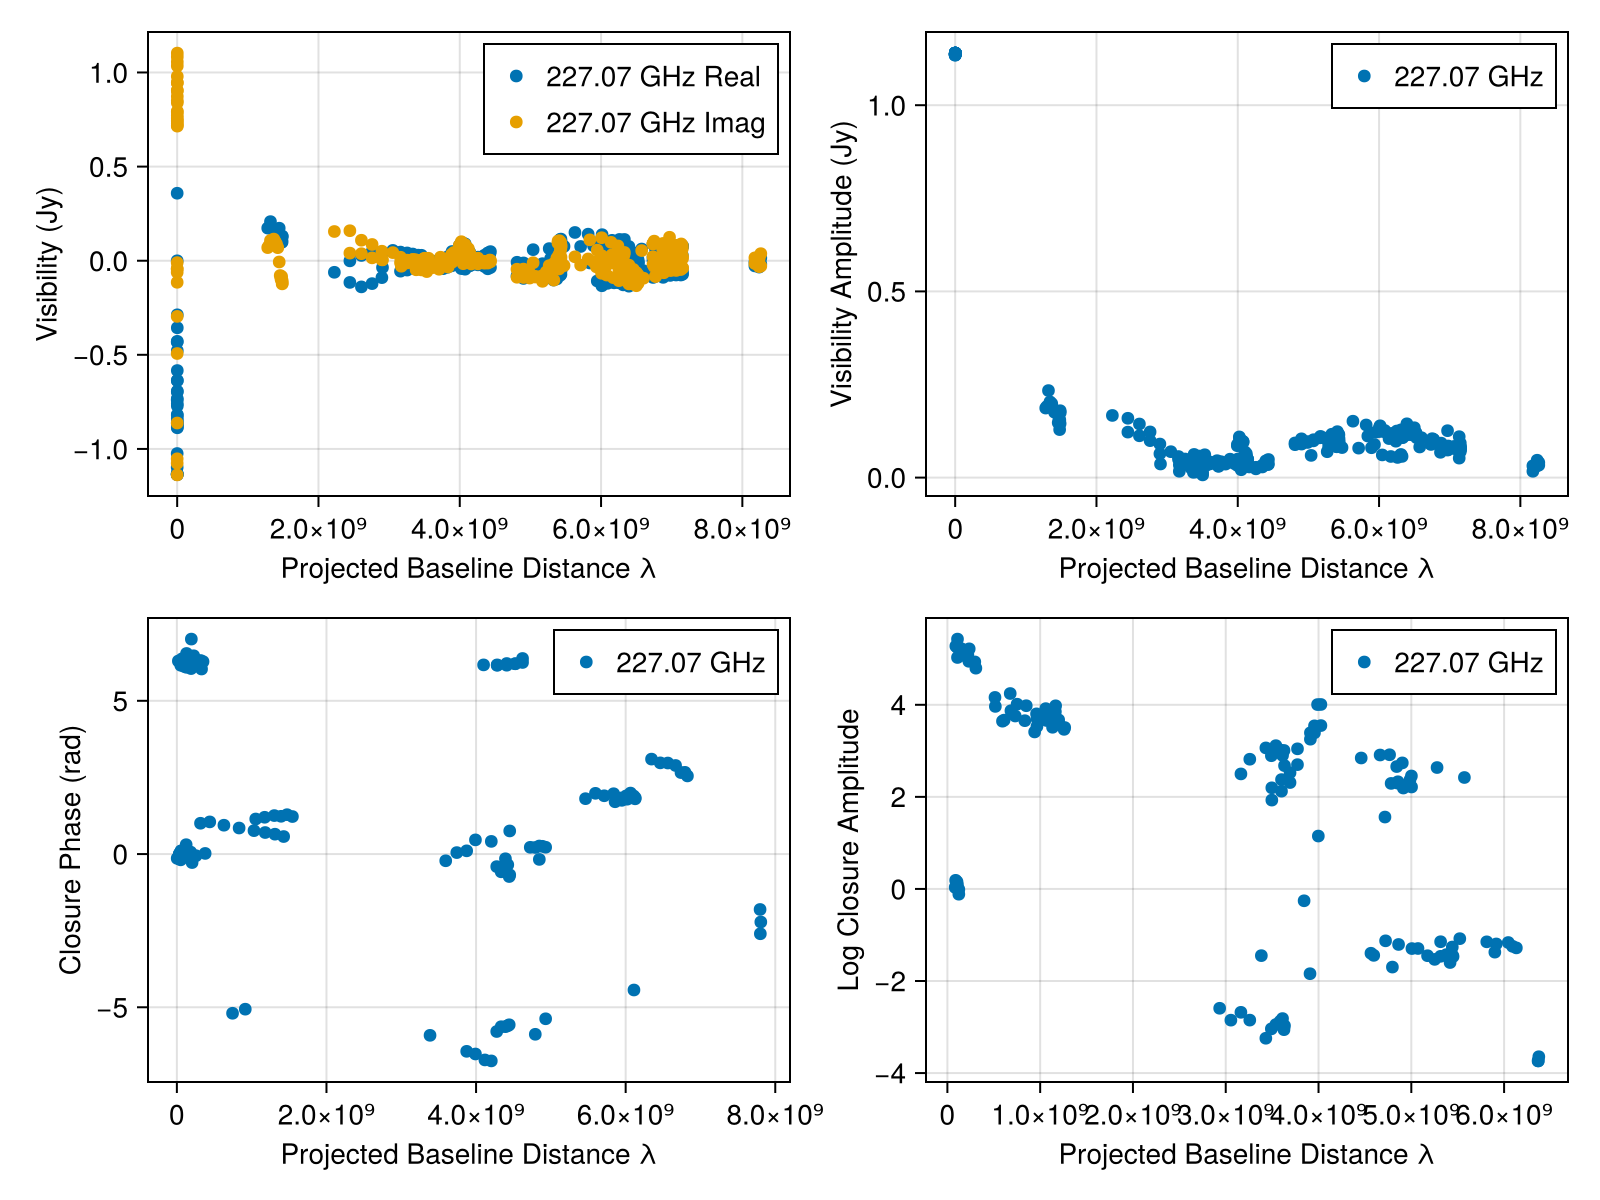 227.07 GHz Real
227.07 GHz Imag
1.0
0.5
0.0
−0.5
−1.0
Visibility (Jy)
0 2.0×10⁹ 4.0×10⁹ 6.0×10⁹ 8.0×10⁹
Projected Baseline Distance λ
227.07 GHz
1.0
0.5
0.0
Visibility Amplitude (Jy)
0 2.0×10⁹ 4.0×10⁹ 6.0×10⁹ 8.0×10⁹
Projected Baseline Distance λ
227.07 GHz
5
0
−5
Closure Phase (rad)
0 2.0×10⁹ 4.0×10⁹ 6.0×10⁹ 8.0×10⁹
Projected Baseline Distance λ
227.07 GHz
4
2
0
−2
−4
Log Closure Amplitude
0 1.0×10⁹ 2.0×10⁹ 3.0×10⁹ 4.0×10⁹ 5.0×10⁹ 6.0×10⁹
Projected Baseline Distance λ